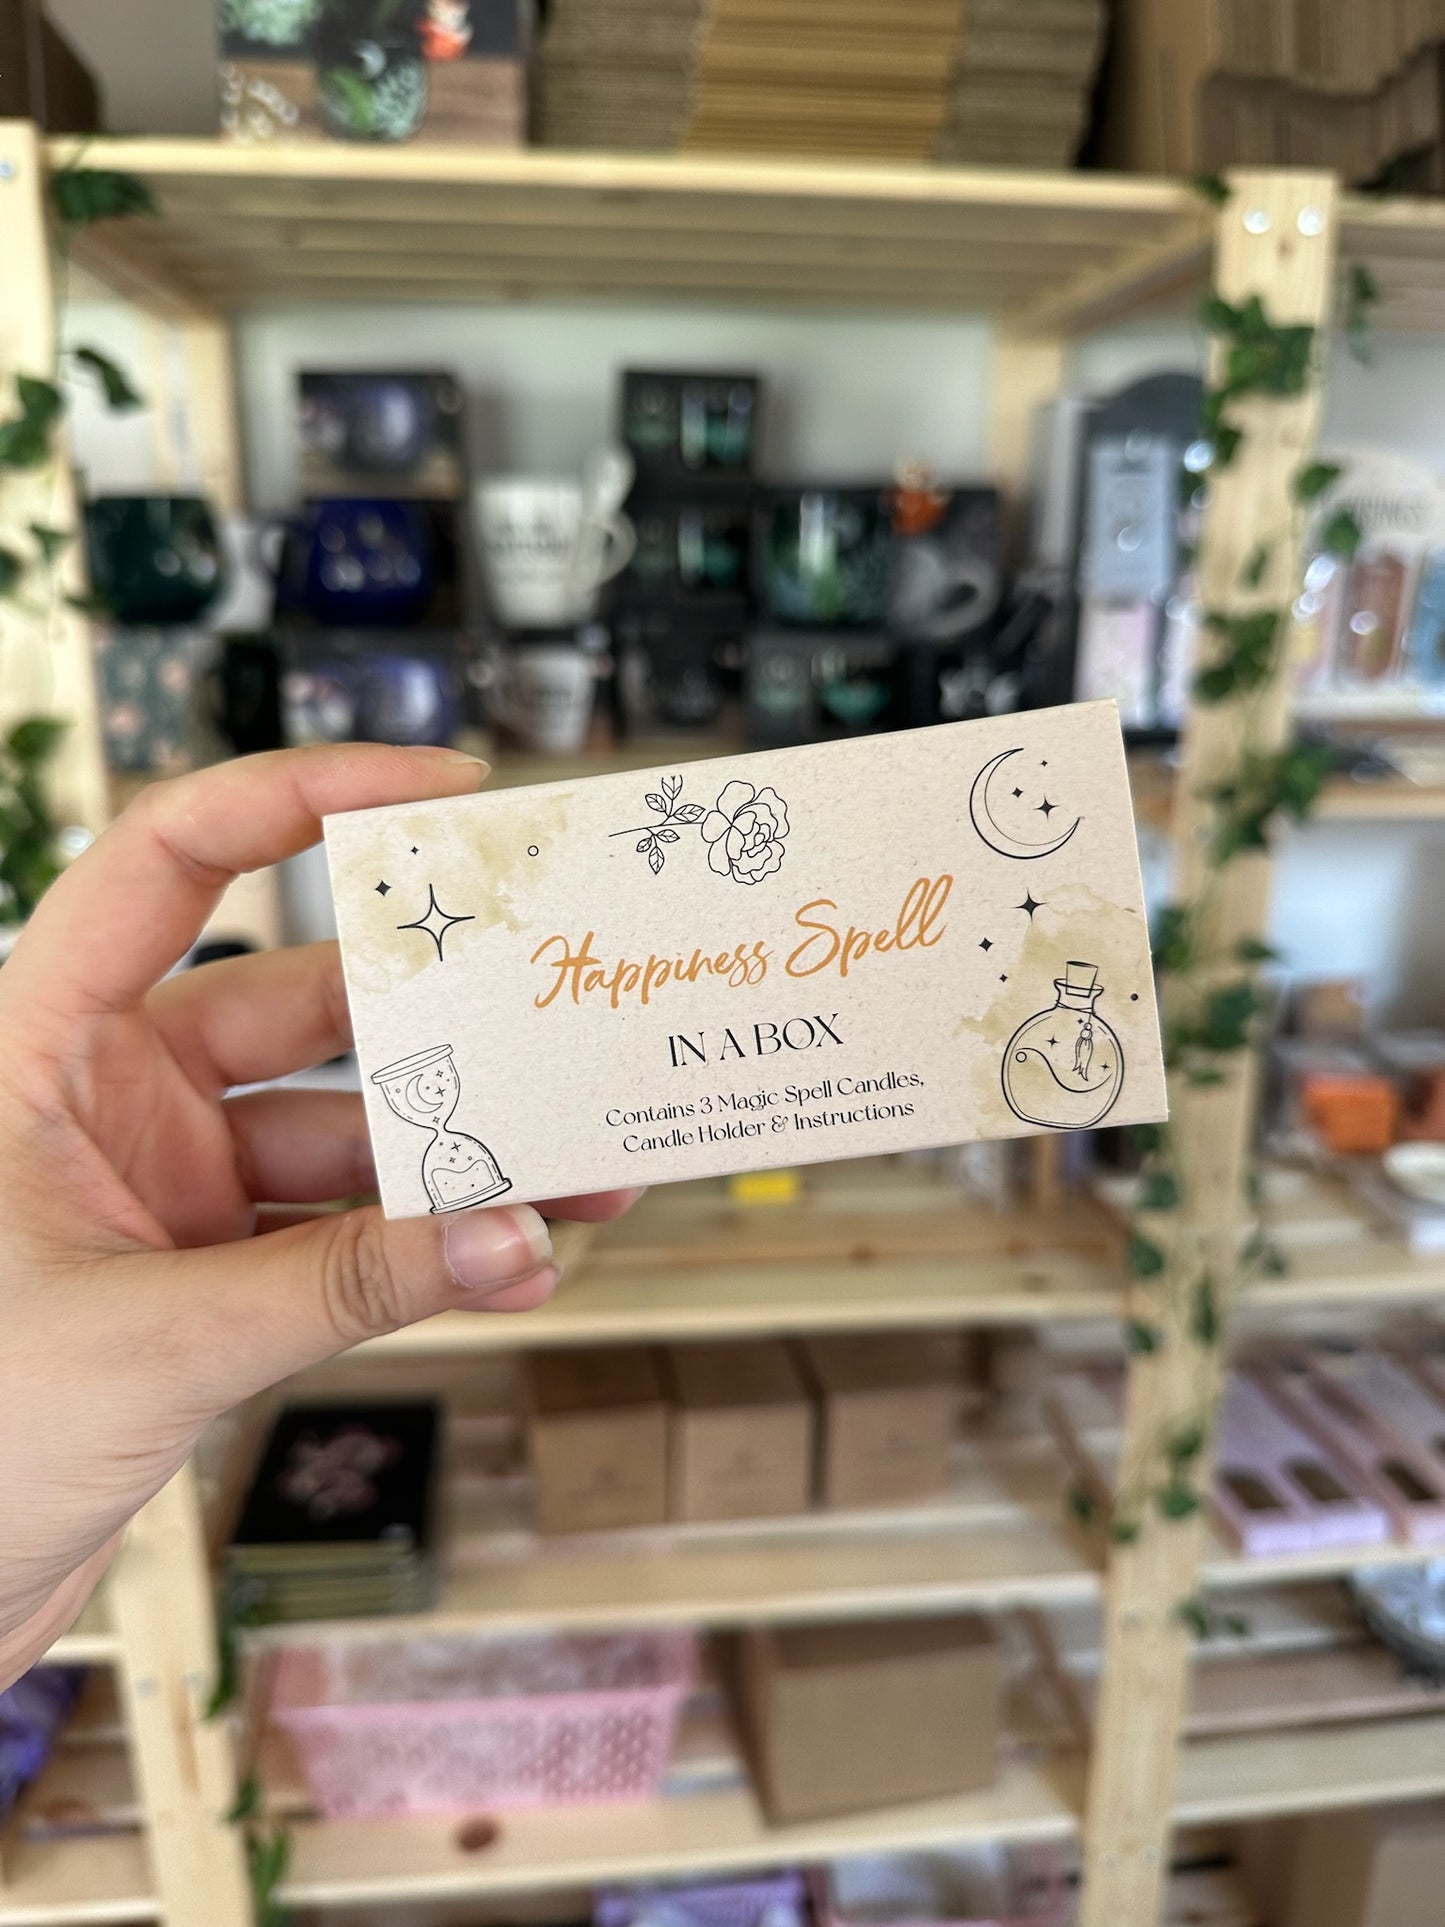 Happiness Spell
IN A BOX
Contains 3 Magic Spell Candles,
Candle Holder & Instructions